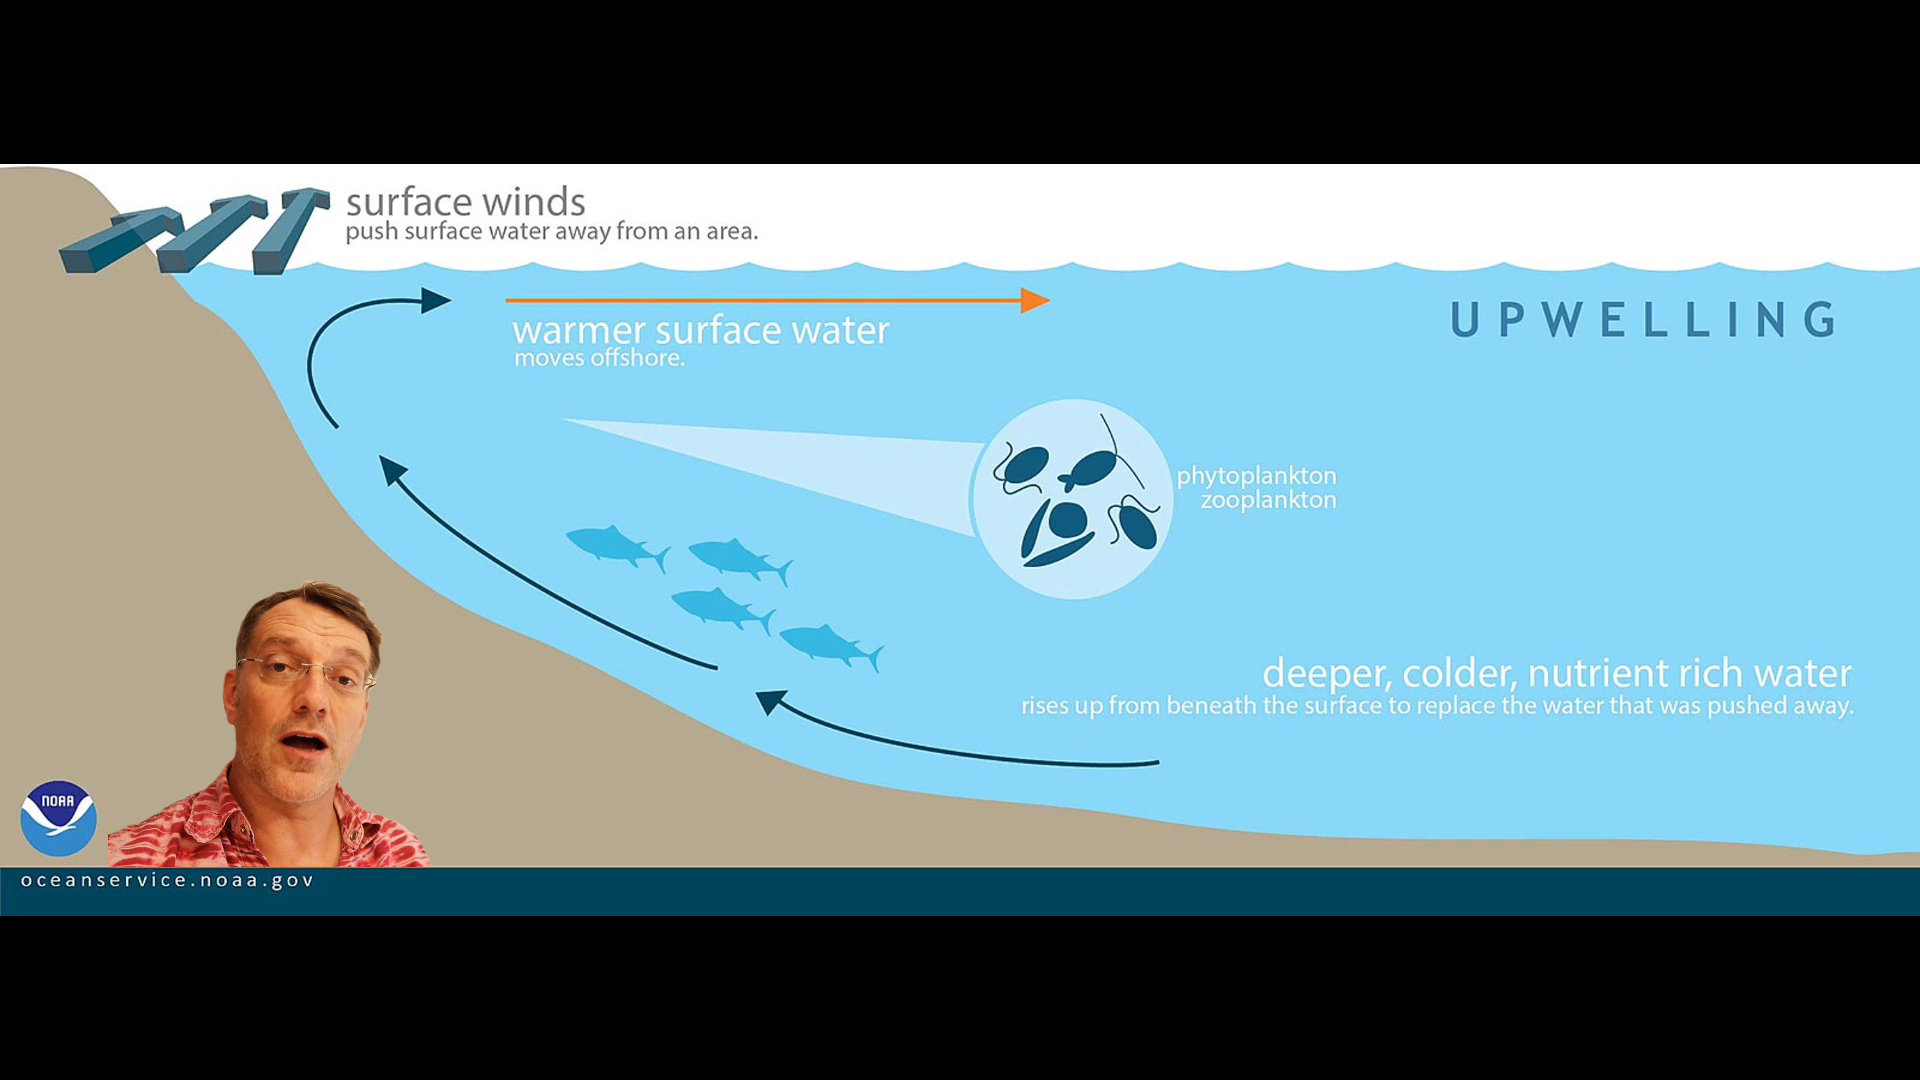 surface winds
push surface water away from an area.
UPWELLING
warmer surface water
moves offshore.
phytoplankton
zooplankton
deeper, colder, nutrient rich water
rises up from beneath the surface to replace the water that was pushed away.
NOAA
oceanservice.noaa.gov